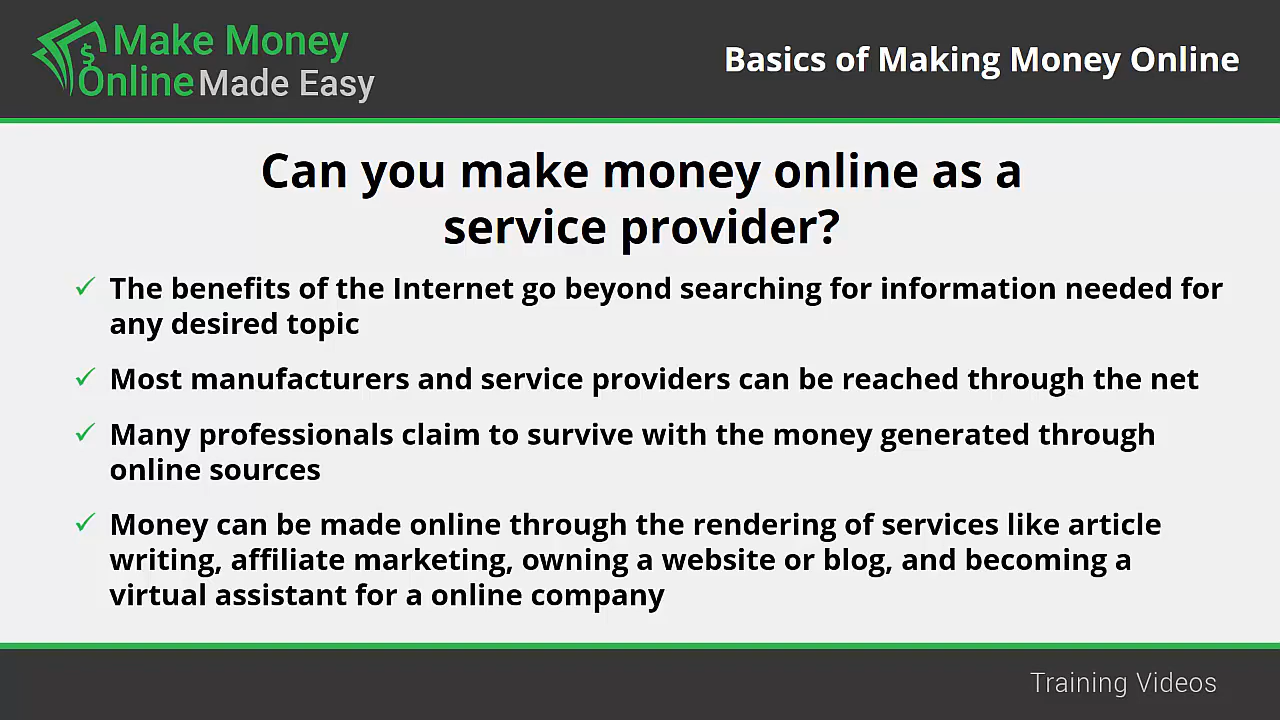 Make Money
Online Made Easy
Basics of Making Money Online
Can you make money online as a
service provider?
The benefits of the Internet go beyond searching for information needed for
any desired topic
Most manufacturers and service providers can be reached through the net
Many professionals claim to survive with the money generated through
online sources
Money can be made online through the rendering of services like article
writing, affiliate marketing, owning a website or blog, and becoming a
virtual assistant for a online company
Training Videos